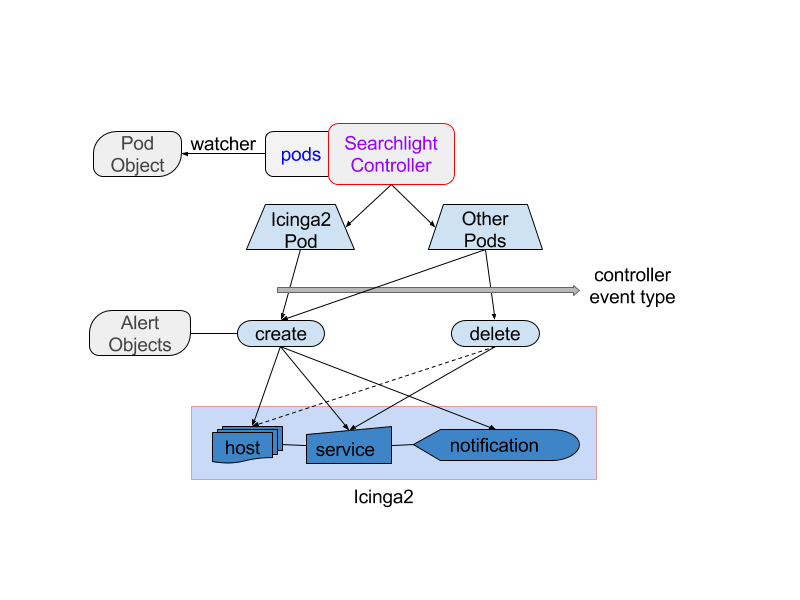 Pod
Object
watcher
pods
Searchlight
Controller
Icinga2
Pod
Other
Pods
controller
event type
Alert
Objects
create
delete
host
service
notification
Icinga2